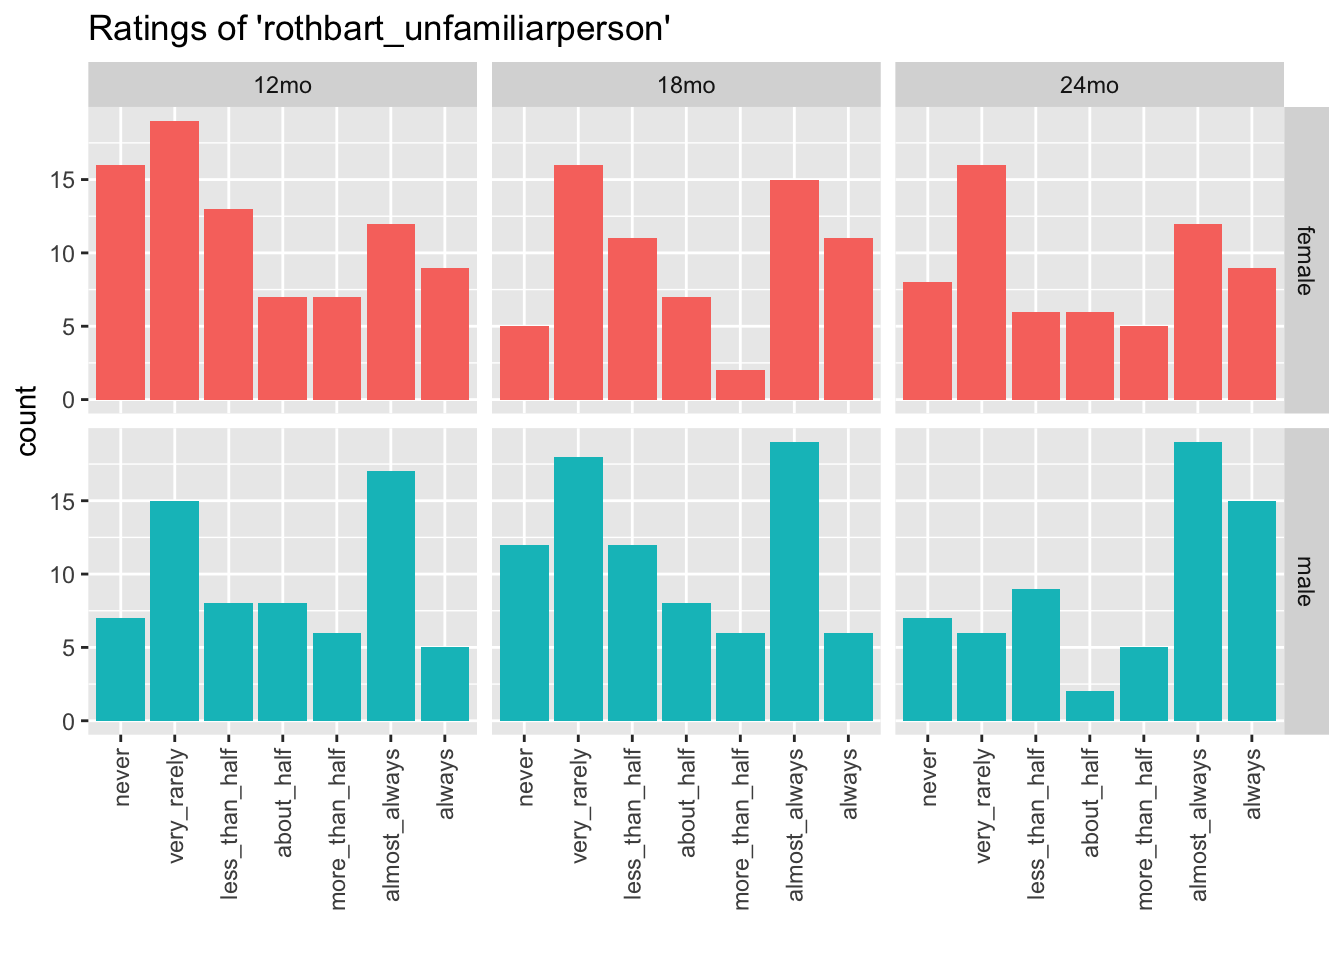 Ratings of 'rothbart_unfamiliarperson'
12mo 18mo 24mo
15
10
5
0
female
count
15
10
5
0
male
never very_rarely less_than_half about_half more_than_half almost_always always never very_rarely less_than_half about_half more_than_half almost_always always never very_rarely less_than_half about_half more_than_half almost_always always